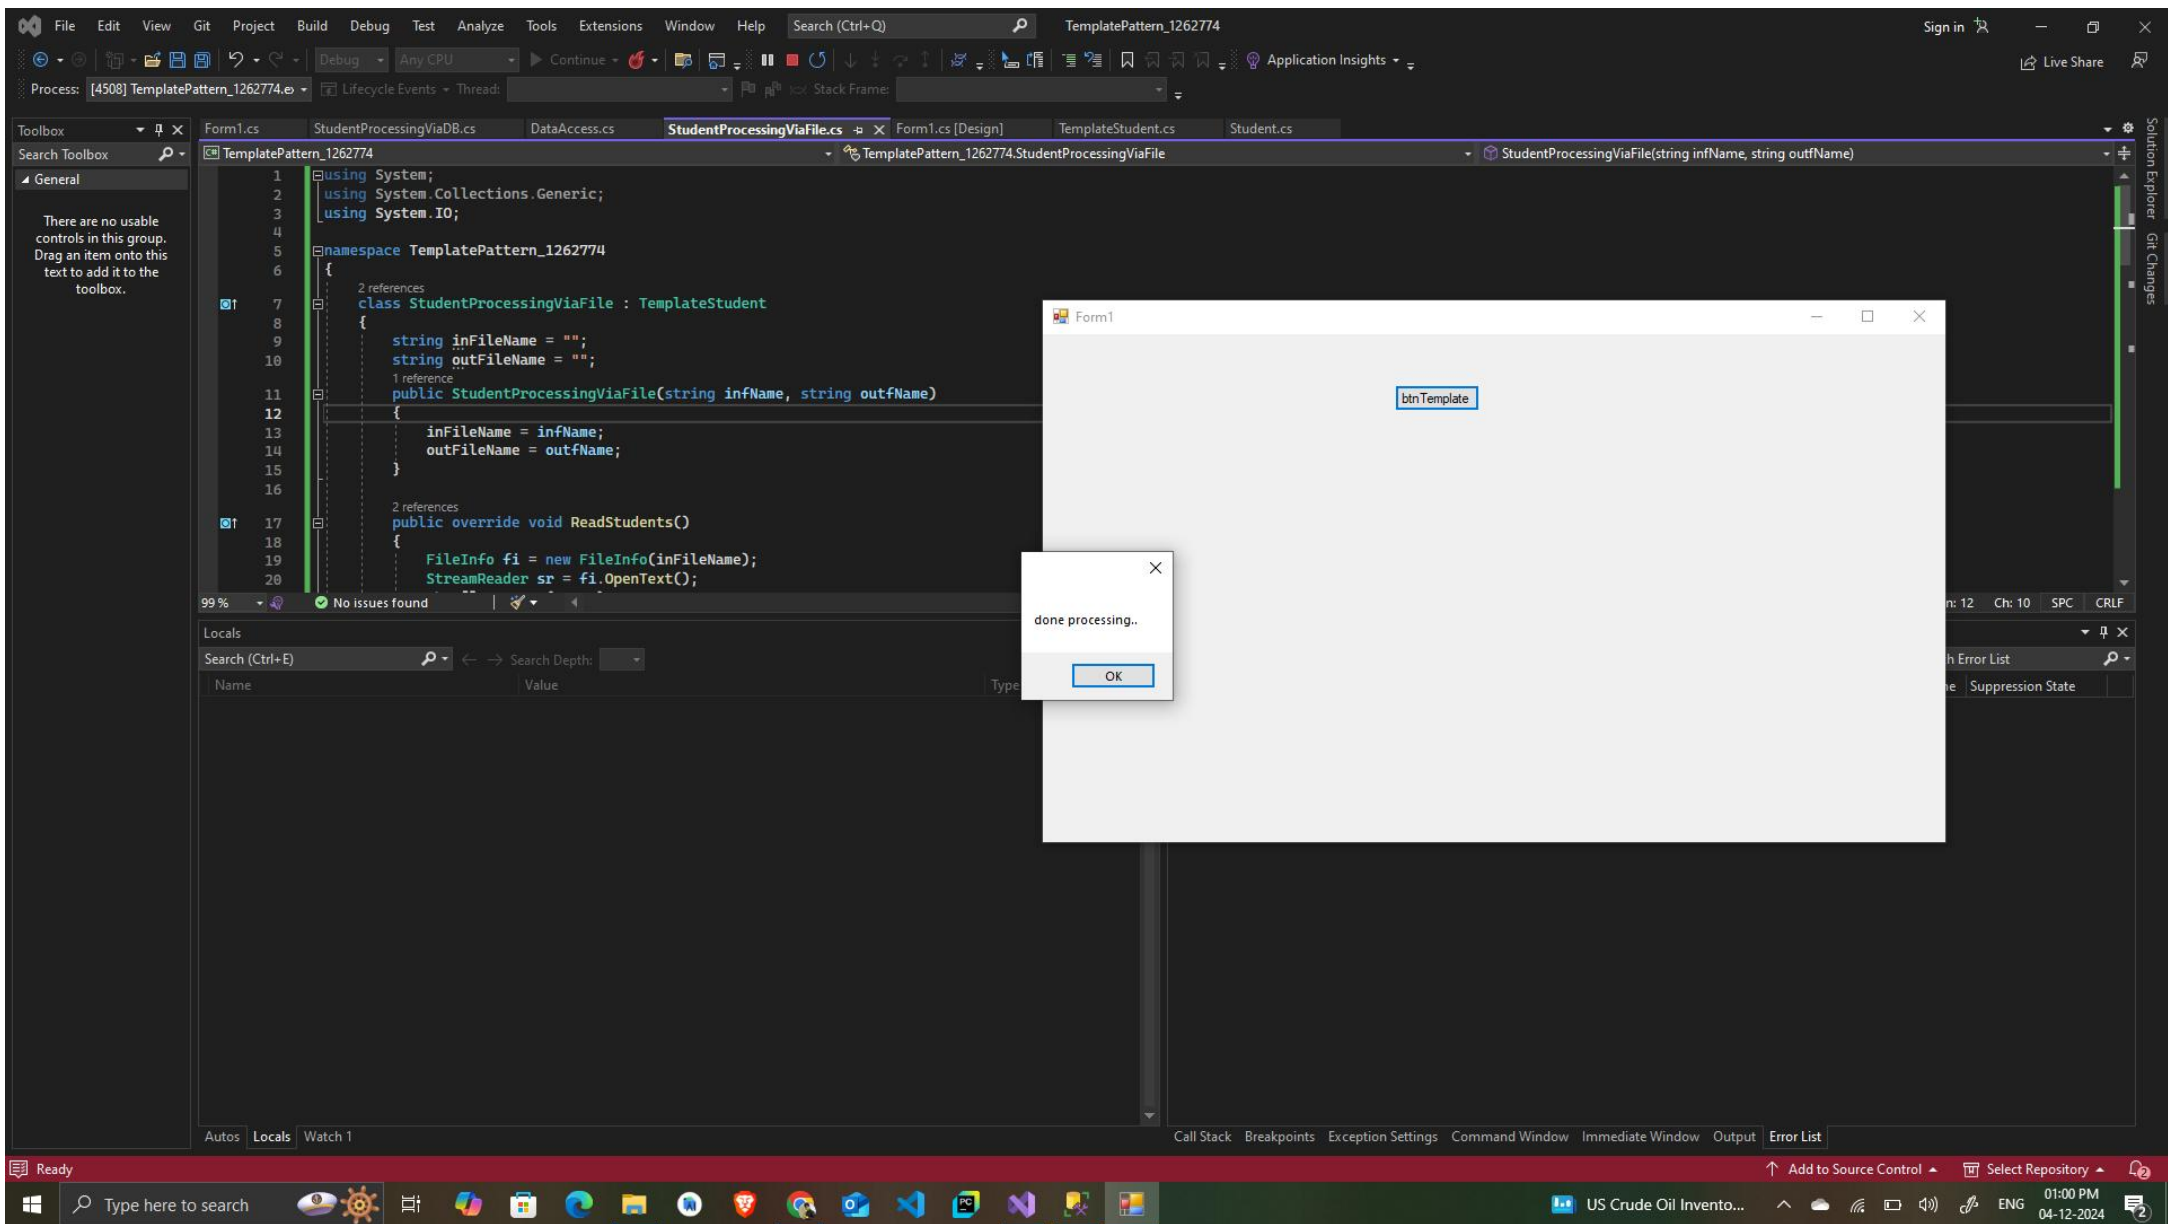 File Edit View Git Project Build Debug Test Analyze Tools Extensions Window Help Search (Ctrl+Q) TemplatePattern_1262774 Sign in
Debug Any CPU Continue Application Insights Live Share
Process: [4508] TemplatePattern_1262774.e Lifecycle Events Thread: Stack Frame:
Toolbox
Search Toolbox
General
There are no usable
controls in this group.
Drag an item onto this
text to add it to the
toolbox.
Form1.cs StudentProcessingViaDB.cs DataAccess.cs StudentProcessingViaFile.cs Form1.cs [Design] TemplateStudent.cs Student.cs
TemplatePattern_1262774 TemplatePattern_1262774.StudentProcessingViaFile StudentProcessingViaFile(string infName, string outfName)
1 using System;
2 using System.Collections.Generic;
3 using System.IO;
4
5 namespace TemplatePattern_1262774
6 {
2 references
7 class StudentProcessingViaFile : TemplateStudent
8 {
9 string inFileName = "";
10 string outFileName = "";
1 reference
11 public StudentProcessingViaFile(string infName, string outfName)
12 {
13 inFileName = infName;
14 outFileName = outfName;
15 }
16
2 references
17 public override void ReadStudents()
18 {
19 FileInfo fi = new FileInfo(inFileName);
20 StreamReader sr = fi.OpenText();
99 % No issues found n: 12 Ch: 10 SPC CRLF
Form1
btnTemplate
done processing..
OK
Locals
Search (Ctrl+E) Search Depth:
Name Value Type
h Error List
e Suppression State
Solution Explorer
Git Changes
Autos Locals Watch 1
Call Stack Breakpoints Exception Settings Command Window Immediate Window Output Error List
Ready Add to Source Control Select Repository 2
Type here to search US Crude Oil Invento... ENG 01:00 PM
04-12-2024 2